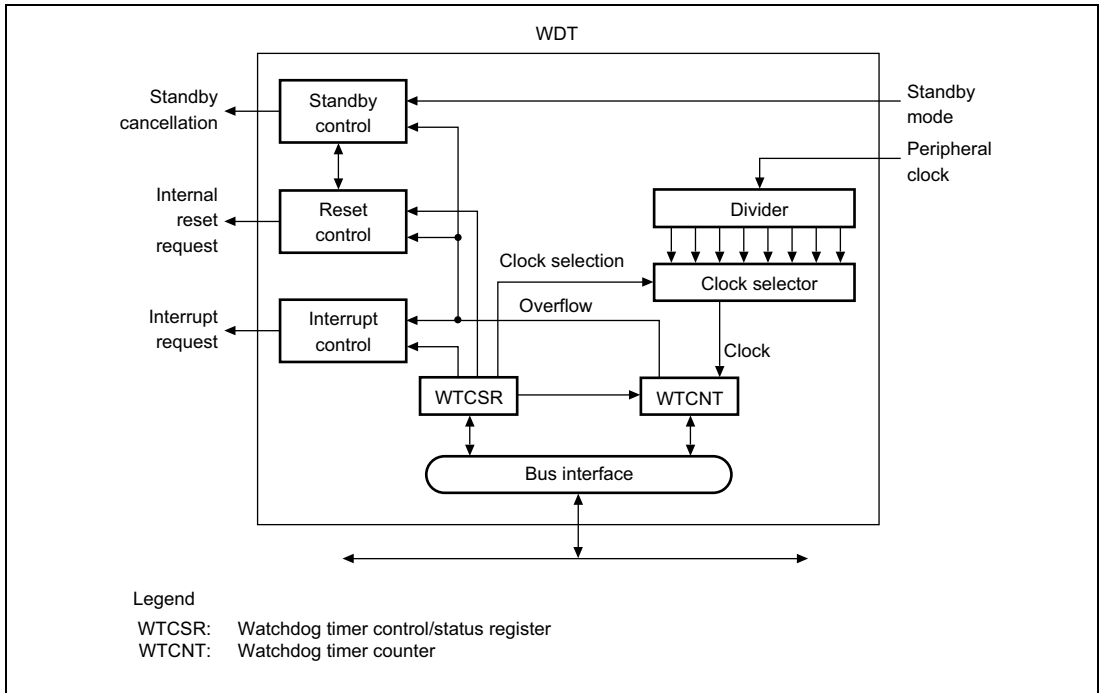 WDT
Standby
cancellation
Standby
control
Standby
mode
Peripheral
clock
Internal
reset
request
Reset
control
Divider
Clock selection
Clock selector
Interrupt
request
Interrupt
control
Overflow
Clock
WTCSR
WTCNT
Bus interface
Legend
WTCSR: Watchdog timer control/status register
WTCNT: Watchdog timer counter